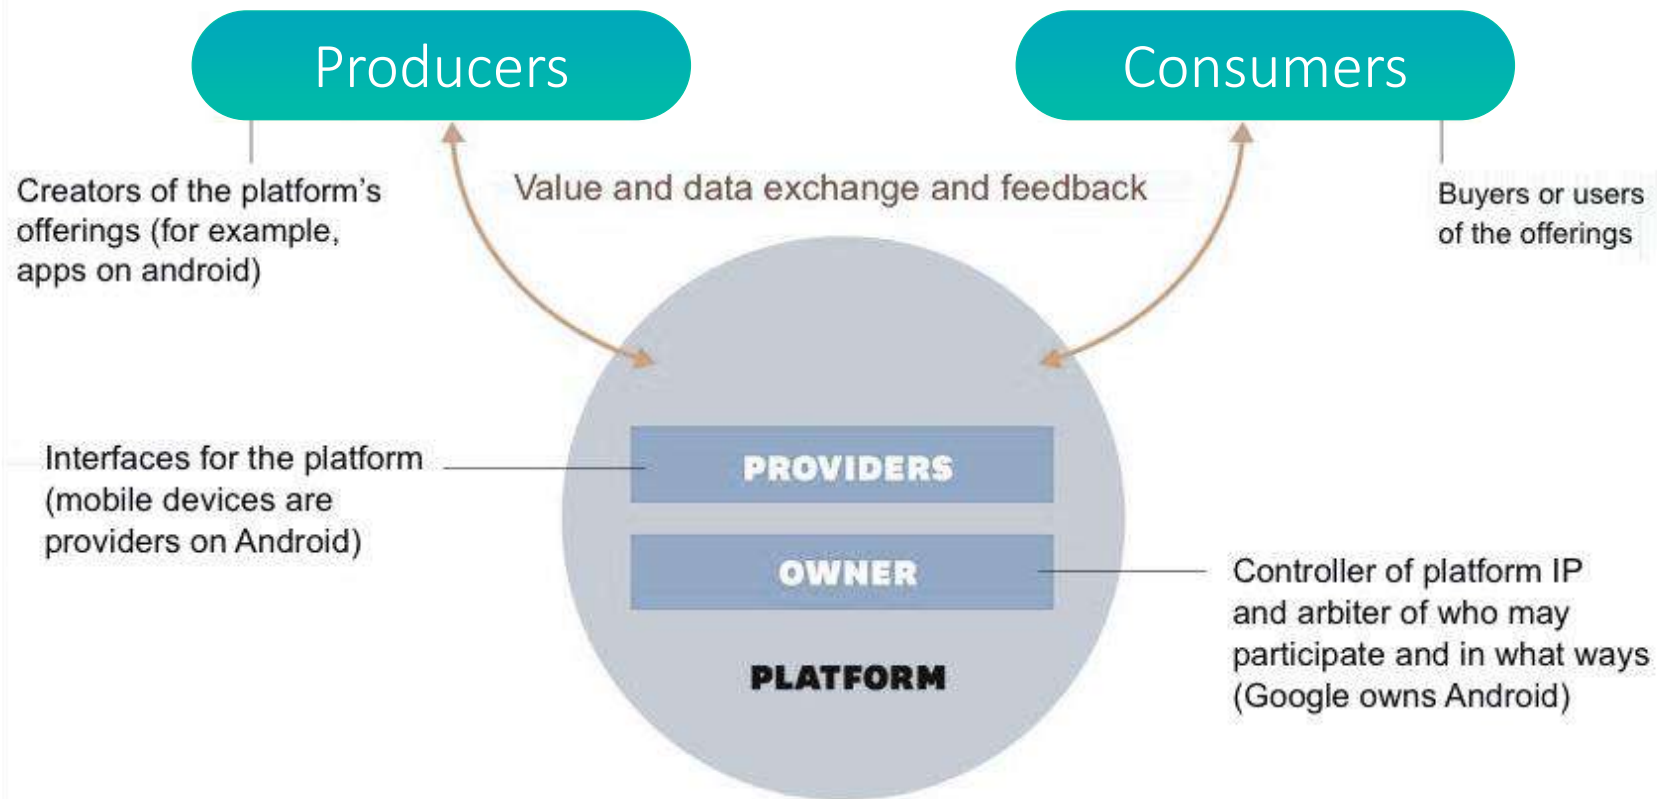 Producers
Consumers
Creators of the platform's
offerings (for example,
apps on android)
Value and data exchange and feedback
Buyers or users
of the offerings
Interfaces for the platform
(mobile devices are
providers on Android)
PROVIDERS
OWNER
PLATFORM
Controller of platform IP
and arbiter of who may
participate and in what ways
(Google owns Android)